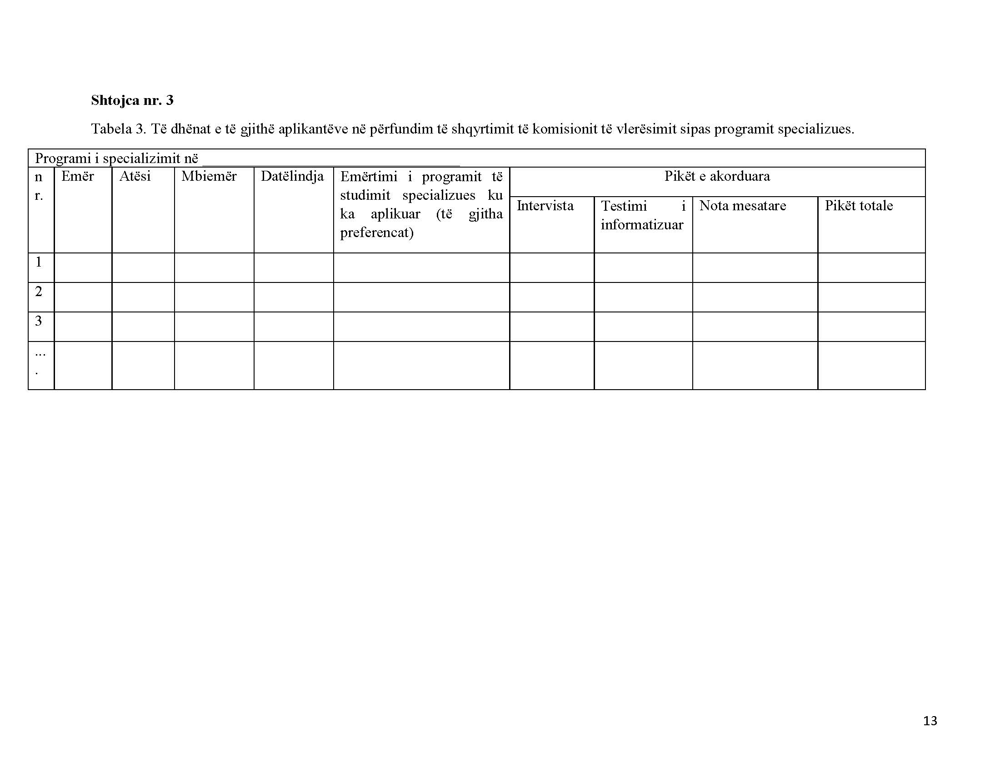 Shtojca nr. 3
Tabela 3. Të dhënat e të gjithë aplikantëve në përfundim të shqyrtimit të komisionit të vlerësimit sipas programit specializues.
Programi i specializimit në ___________________________________
n
r.
Emër
Atësi
Mbiemër
Datëlindja
Emërtimi i programit të
studimit specializues ku
ka aplikuar (të gjitha
preferencat)
Pikët e akorduara
Intervista
Testimi i
informatizuar
Nota mesatare
Pikët totale
1
2
3
...
.
13